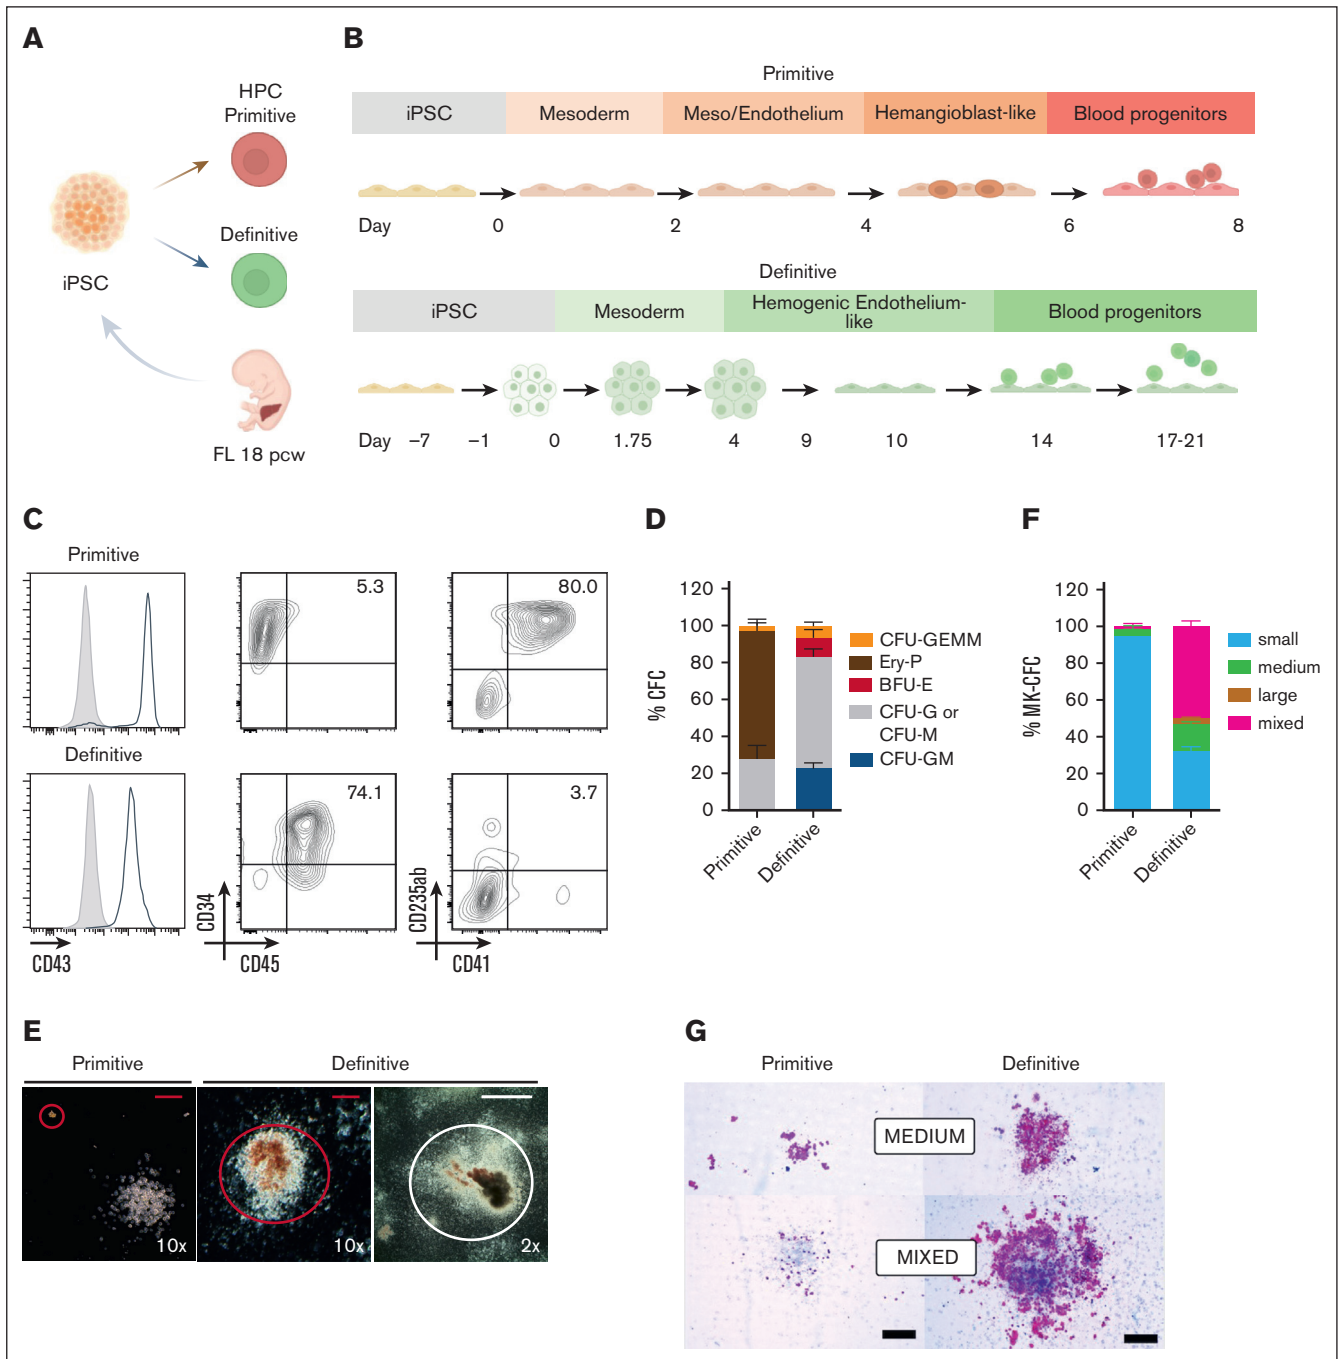 A
HPC
Primitive
Definitive
iPSC
FL 18 pcw
B
Primitive
iPSC Mesoderm Meso/Endothelium Hemangioblast-like Blood progenitors
Day 0 2 4 6 8
Definitive
iPSC Mesoderm Hemogenic Endothelium-
like Blood progenitors
Day –7 –1 0 1.75 4 9 10 14 17-21
C
Primitive
5.3
80.0
Definitive
74.1
3.7
CD34
CD235ab
CD43
CD45
CD41
D
% CFC
120
100
80
60
40
20
0
Primitive
Definitive
CFU-GEMM
Ery-P
BFU-E
CFU-G or
CFU-M
CFU-GM
F
% MK-CFC
120
100
80
60
40
20
0
Primitive
Definitive
small
medium
large
mixed
E
Primitive
Definitive
10x
10x
2x
G
Primitive
Definitive
MEDIUM
MIXED